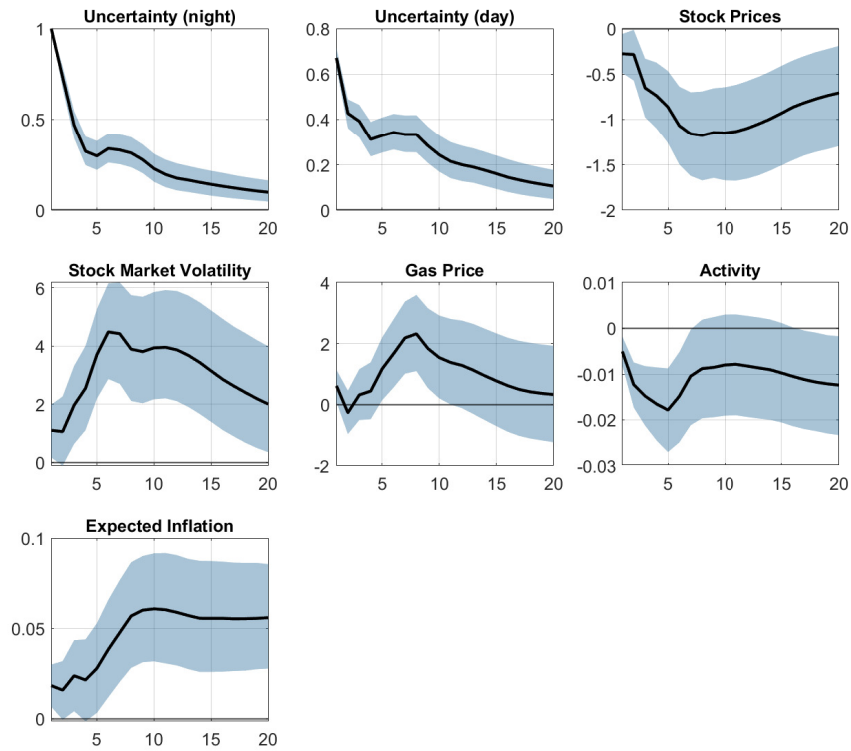 Uncertainty (night)
1
0.5
0
5 10 15 20
Uncertainty (day)
0.8
0.6
0.4
0.2
0
5 10 15 20
Stock Prices
0
-0.5
-1
-1.5
-2
5 10 15 20
Stock Market Volatility
6
4
2
0
5 10 15 20
Gas Price
4
2
0
-2
5 10 15 20
Activity
0.01
0
-0.01
-0.02
-0.03
5 10 15 20
Expected Inflation
0.1
0.05
0
5 10 15 20